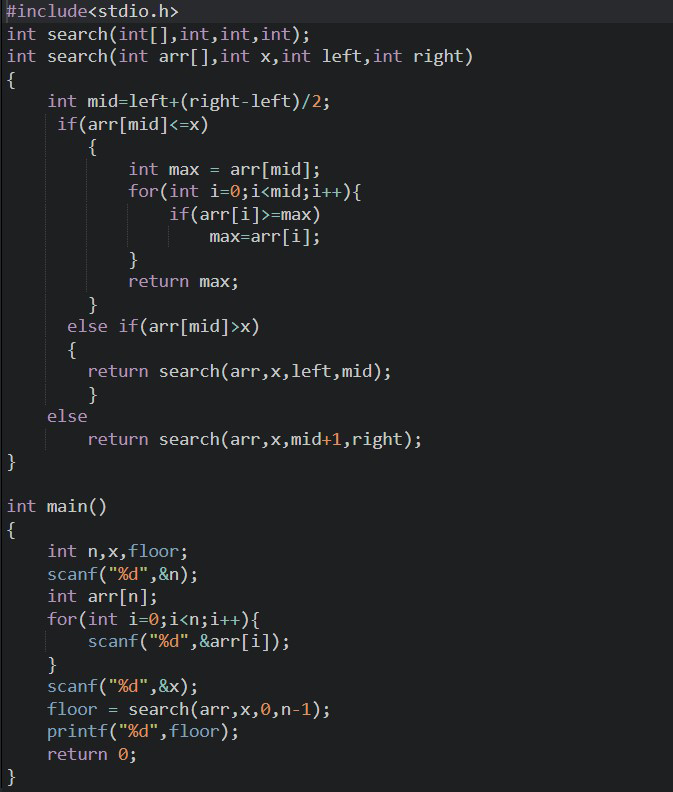 #include<stdio.h>
int search(int[],int,int,int);
int search(int arr[],int x,int left,int right)
{
    int mid=left+(right-left)/2;
     if(arr[mid]<=x)
        {
            int max = arr[mid];
            for(int i=0;i<mid;i++){
                if(arr[i]>=max)
                    max=arr[i];
            }
            return max;
        }
      else if(arr[mid]>x)
      {
        return search(arr,x,left,mid);
        }
    else
        return search(arr,x,mid+1,right);
}

int main()
{
    int n,x,floor;
    scanf("%d",&n);
    int arr[n];
    for(int i=0;i<n;i++){
        scanf("%d",&arr[i]);
    }
    scanf("%d",&x);
    floor = search(arr,x,0,n-1);
    printf("%d",floor);
    return 0;
}